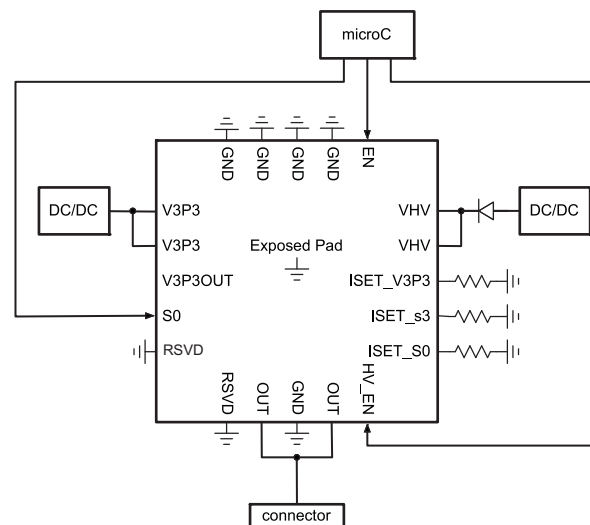 microC
GND
GND
GND
GND
EN
DC/DC
V3P3
VHV
DC/DC
V3P3
Exposed Pad
VHV
V3P3OUT
ISET_V3P3
S0
ISET_s3
RSVD
ISET_S0
RSVD
OUT
GND
OUT
HV_EN
connector